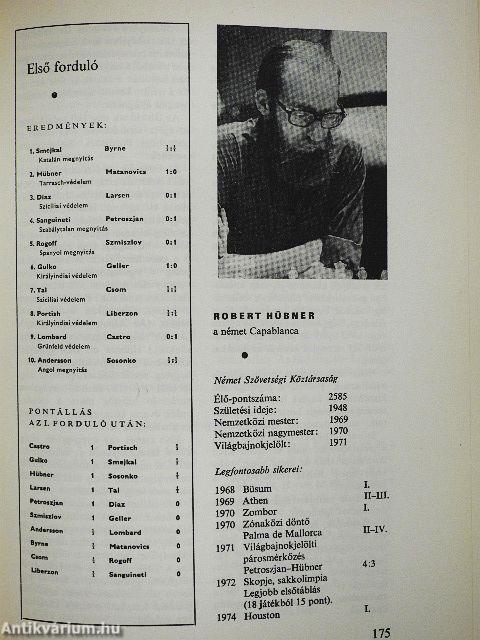 Első forduló
EREDMÉNYEK:
1. Smejkal Byrne ½:½
Katalán megnyitás
2. Hübner Matanovics 1:0
Tarrasch-védelem
3. Diaz Larsen 0:1
Szicíliai védelem
4. Sanguineti Petroszján 0:1
Szabálytalan megnyitás
5. Rogoff Szmiszlov 0:1
Spanyol megnyitás
6. Gulko Geller 1:0
Királyindiai védelem
7. Tal Csom ½:½
Szicíliai védelem
8. Portish Liberzon ½:½
Királyindiai védelem
9. Lombard Castro 0:1
Grünfeld védelem
10. Andersson Sosonko ½:½
Angol megnyitás
PONTÁLLÁS
AZ I. FORDULÓ UTÁN:
Castro 1 Portisch ½
Gulko 1 Smejkal ½
Hübner 1 Sosonko ½
Larsen 1 Tal ½
Petroszján 1 Diaz 0
Szmiszlov 1 Geller 0
Andersson ½ Lombard 0
Byrne ½ Matanovics 0
Csom ½ Rogoff 0
Liberzon ½ Sanguineti 0
ROBERT HÜBNER
a német Capablanca
Német Szövetségi Köztársaság
Élő-pontszáma: 2585
Születési ideje: 1948
Nemzetközi mester: 1969
Nemzetközi nagymester: 1970
Világbajnokjelölt: 1971
Legfontosabb sikerei:
1968 Büsum I.
1969 Athen II–III.
1970 Zombor I.
1970 Zónaközi döntő
Palma de Mallorca II–IV.
1971 Világbajnokjelölti
párosmérkőzés
Petroszjan–Hübner 4:3
1972 Skopje, sakkolimpia
Legjobb elsőtáblás
(18 játékból 15 pont).
1974 Houston I.
175
Antikvárium.hu